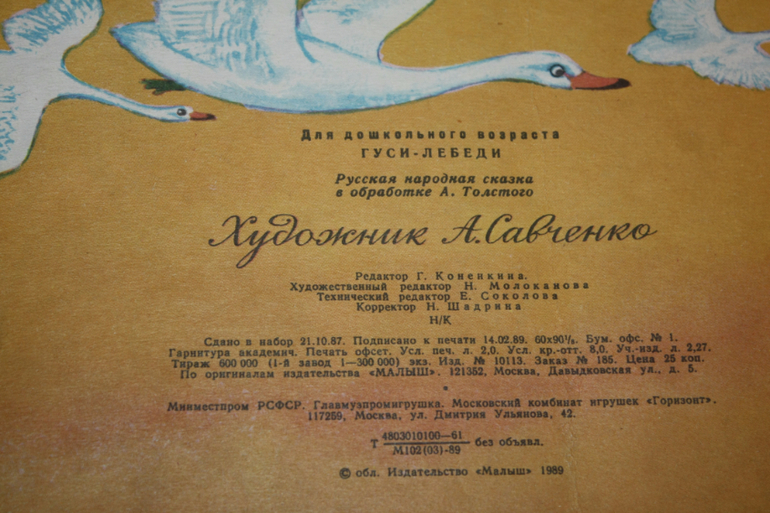 Для дошкольного возраста
ГУСИ-ЛЕБЕДИ
Русская народная сказка
в обработке А. Толстого
Художник А.Савченко
Редактор Г. Коненкина.
Художественный редактор Н. Молоканова
Технический редактор Е. Соколова
Корректор Н. Шадрина
Н/К
Сдано в набор 21.10.87. Подписано к печати 14.02.89. 60х90¹/₈. Бум. офс. № 1.
Гарнитура академич. Печать офсет. Усл. печ. л. 2,0. Усл. кр.-отт. 8,0. Уч.-изд. л. 2,27.
Тираж 600 000 (1-й завод 1—300 000) экз. Изд. № 10113. Заказ № 185. Цена 25 коп.
По оригиналам издательства «МАЛЫШ». 121352, Москва, Давыдковская ул., д. 5.
*
Минместпром РСФСР. Главмузпромигрушка. Московский комбинат игрушек «Горизонт».
117259, Москва, ул. Дмитрия Ульянова, 42.
Т 4803010100—61 без объявл.
М102(03)-89
© обл. Издательство «Малыш» 1989